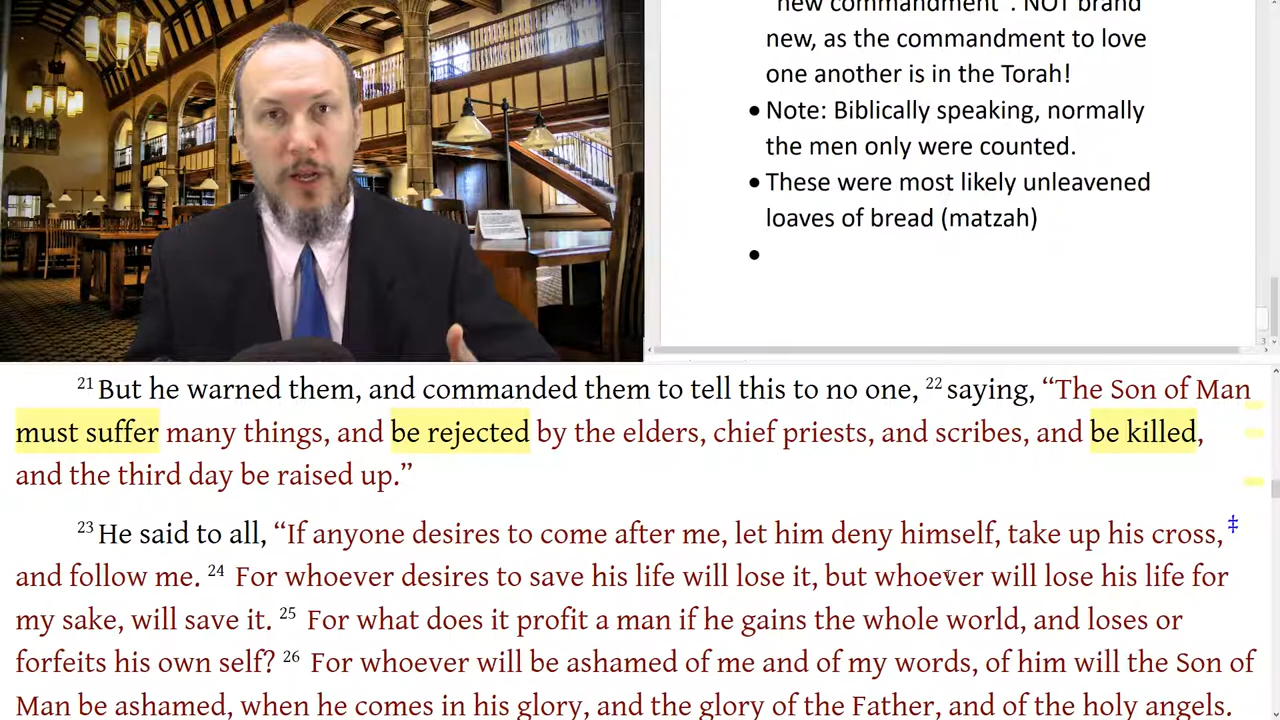 "new commandment". NOT brand
new, as the commandment to love
one another is in the Torah!
• Note: Biblically speaking, normally
the men only were counted.
• These were most likely unleavened
loaves of bread (matzah)
•
3
21 But he warned them, and commanded them to tell this to no one, 22 saying, “The Son of Man
must suffer many things, and be rejected by the elders, chief priests, and scribes, and be killed,
and the third day be raised up.”
23 He said to all, “If anyone desires to come after me, let him deny himself, take up his cross,‡
and follow me. 24 For whoever desires to save his life will lose it, but whoever will lose his life for
my sake, will save it. 25 For what does it profit a man if he gains the whole world, and loses or
forfeits his own self? 26 For whoever will be ashamed of me and of my words, of him will the Son of
Man be ashamed, when he comes in his glory, and the glory of the Father, and of the holy angels.